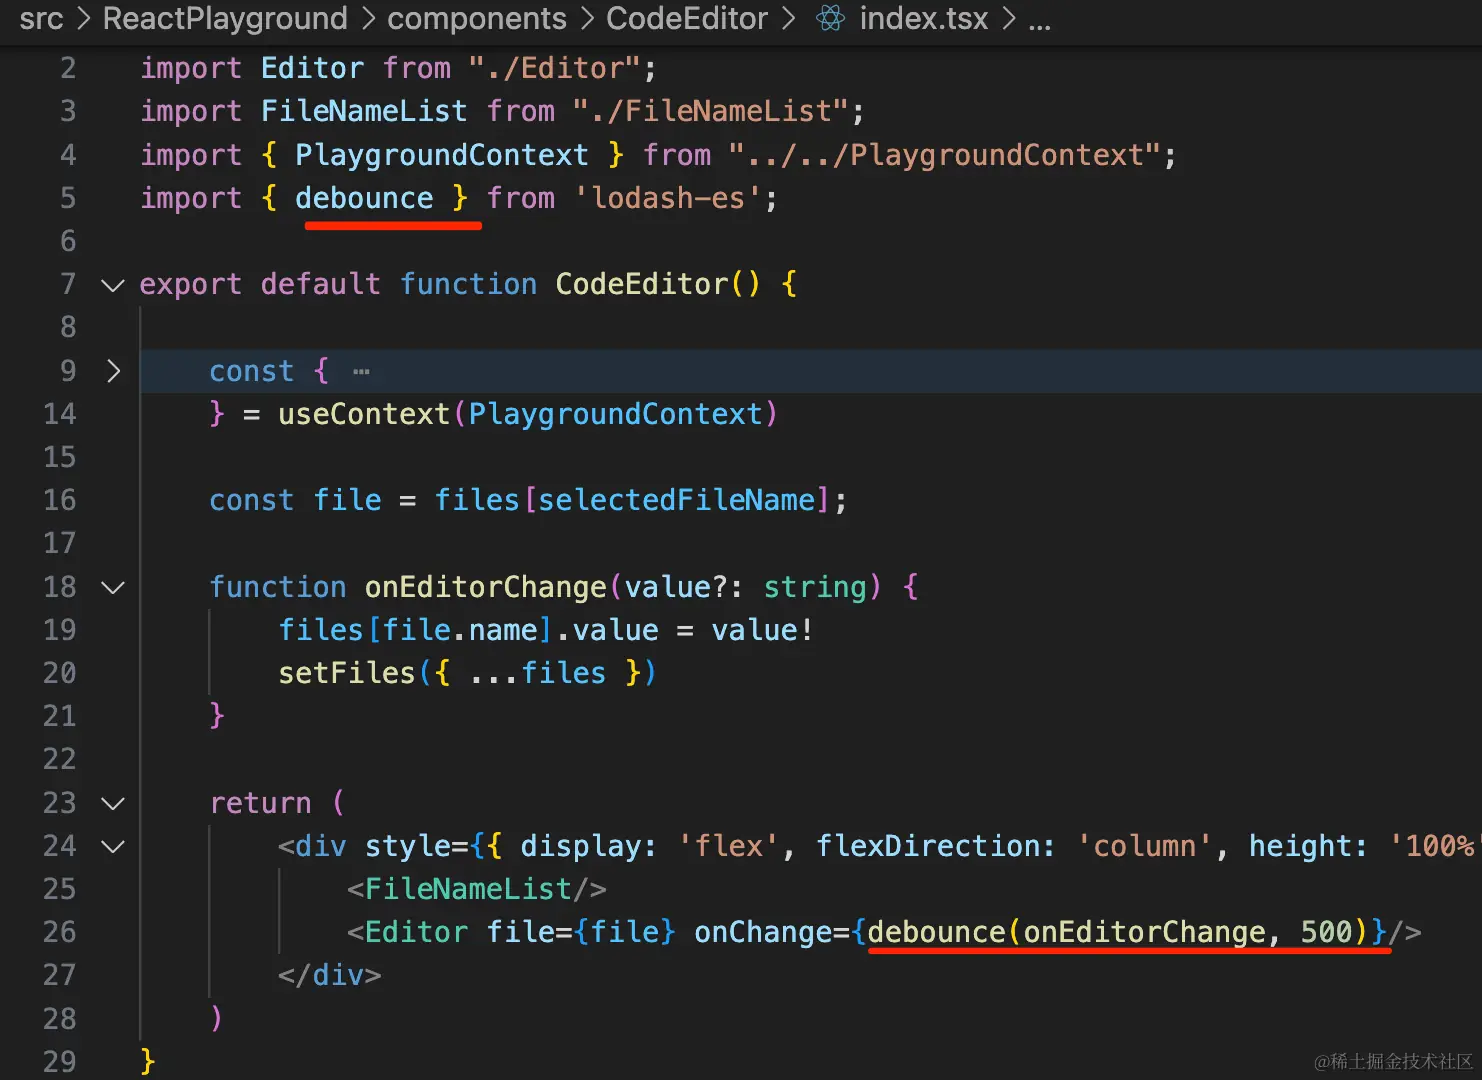 src > ReactPlayground > components > CodeEditor > index.tsx > ...
2 import Editor from "./Editor";
3 import FileNameList from "./FileNameList";
4 import { PlaygroundContext } from "../../PlaygroundContext";
5 import { debounce } from 'lodash-es';
6
7 export default function CodeEditor() {
8
9 const { ⋯
14 } = useContext(PlaygroundContext)
15
16 const file = files[selectedFileName];
17
18 function onEditorChange(value?: string) {
19 files[file.name].value = value!
20 setFiles({ ...files })
21 }
22
23 return (
24 <div style={{ display: 'flex', flexDirection: 'column', height: '100%'
25 <FileNameList/>
26 <Editor file={file} onChange={debounce(onEditorChange, 500)}/>
27 </div>
28 )
29 }
@稀土掘金技术社区